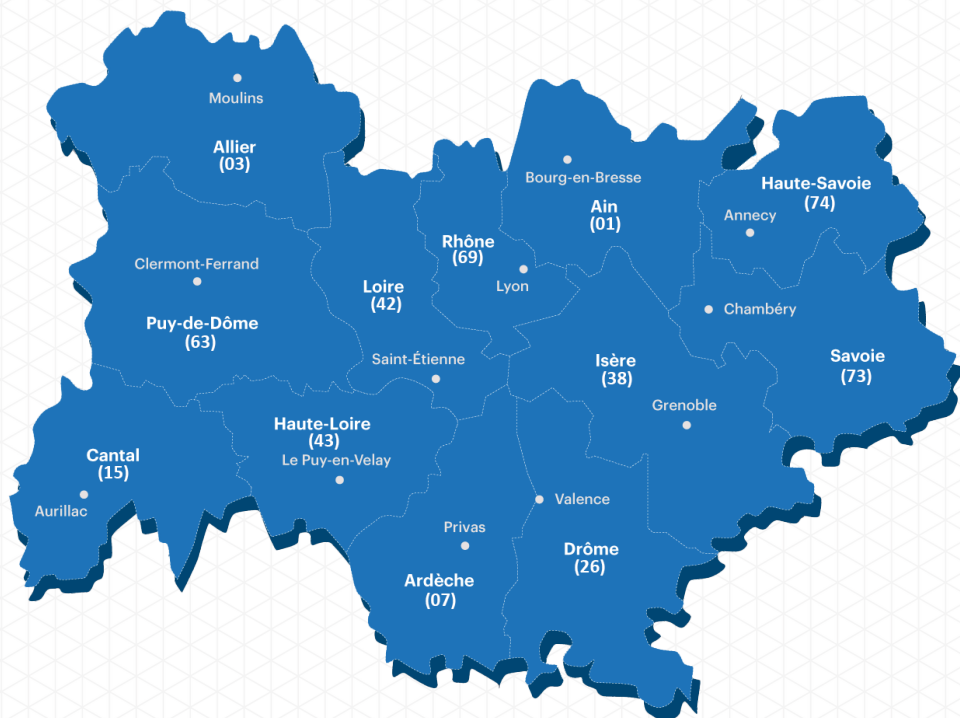 Moulins
Allier
(03)
Bourg-en-Bresse
Ain
(01)
Haute-Savoie
(74)
Annecy
Rhône
(69)
Lyon
Clermont-Ferrand
Puy-de-Dôme
(63)
Loire
(42)
Saint-Étienne
Chambéry
Savoie
(73)
Isère
(38)
Grenoble
Haute-Loire
(43)
Le Puy-en-Velay
Cantal
(15)
Aurillac
Valence
Privas
Drôme
(26)
Ardèche
(07)